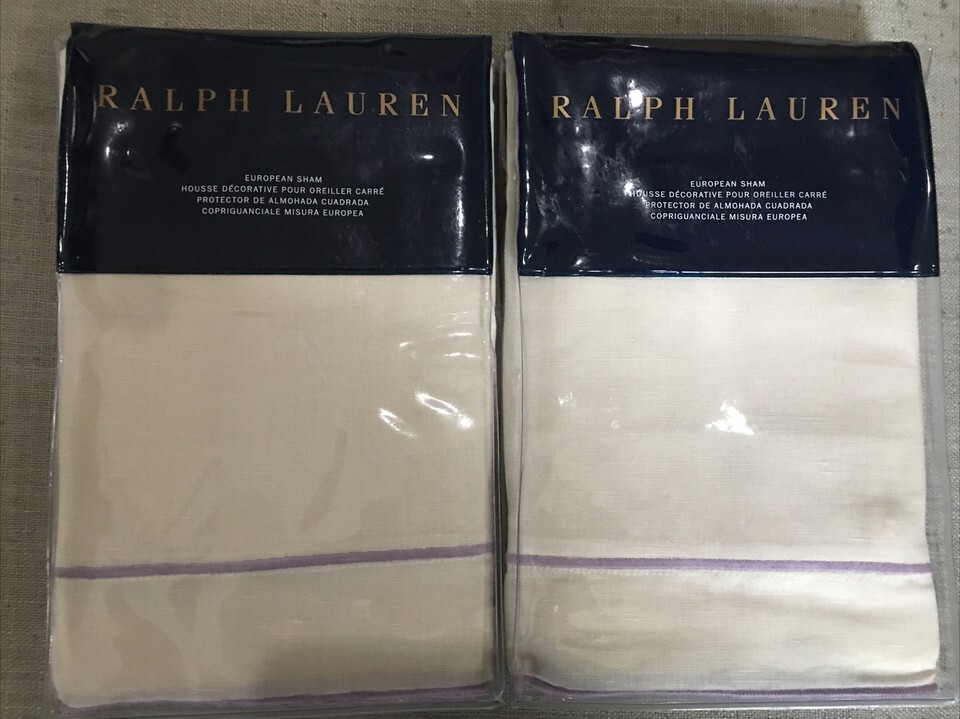 RALPH LAUREN
EUROPEAN SHAM
HOUSSE DÉCORATIVE POUR OREILLER CARRÉ
PROTECTOR DE ALMOHADA CUADRADA
COPRIGUANCIALE MISURA EUROPEA
RALPH LAUREN
EUROPEAN SHAM
HOUSSE DÉCORATIVE POUR OREILLER CARRÉ
PROTECTOR DE ALMOHADA CUADRADA
COPRIGUANCIALE MISURA EUROPEA